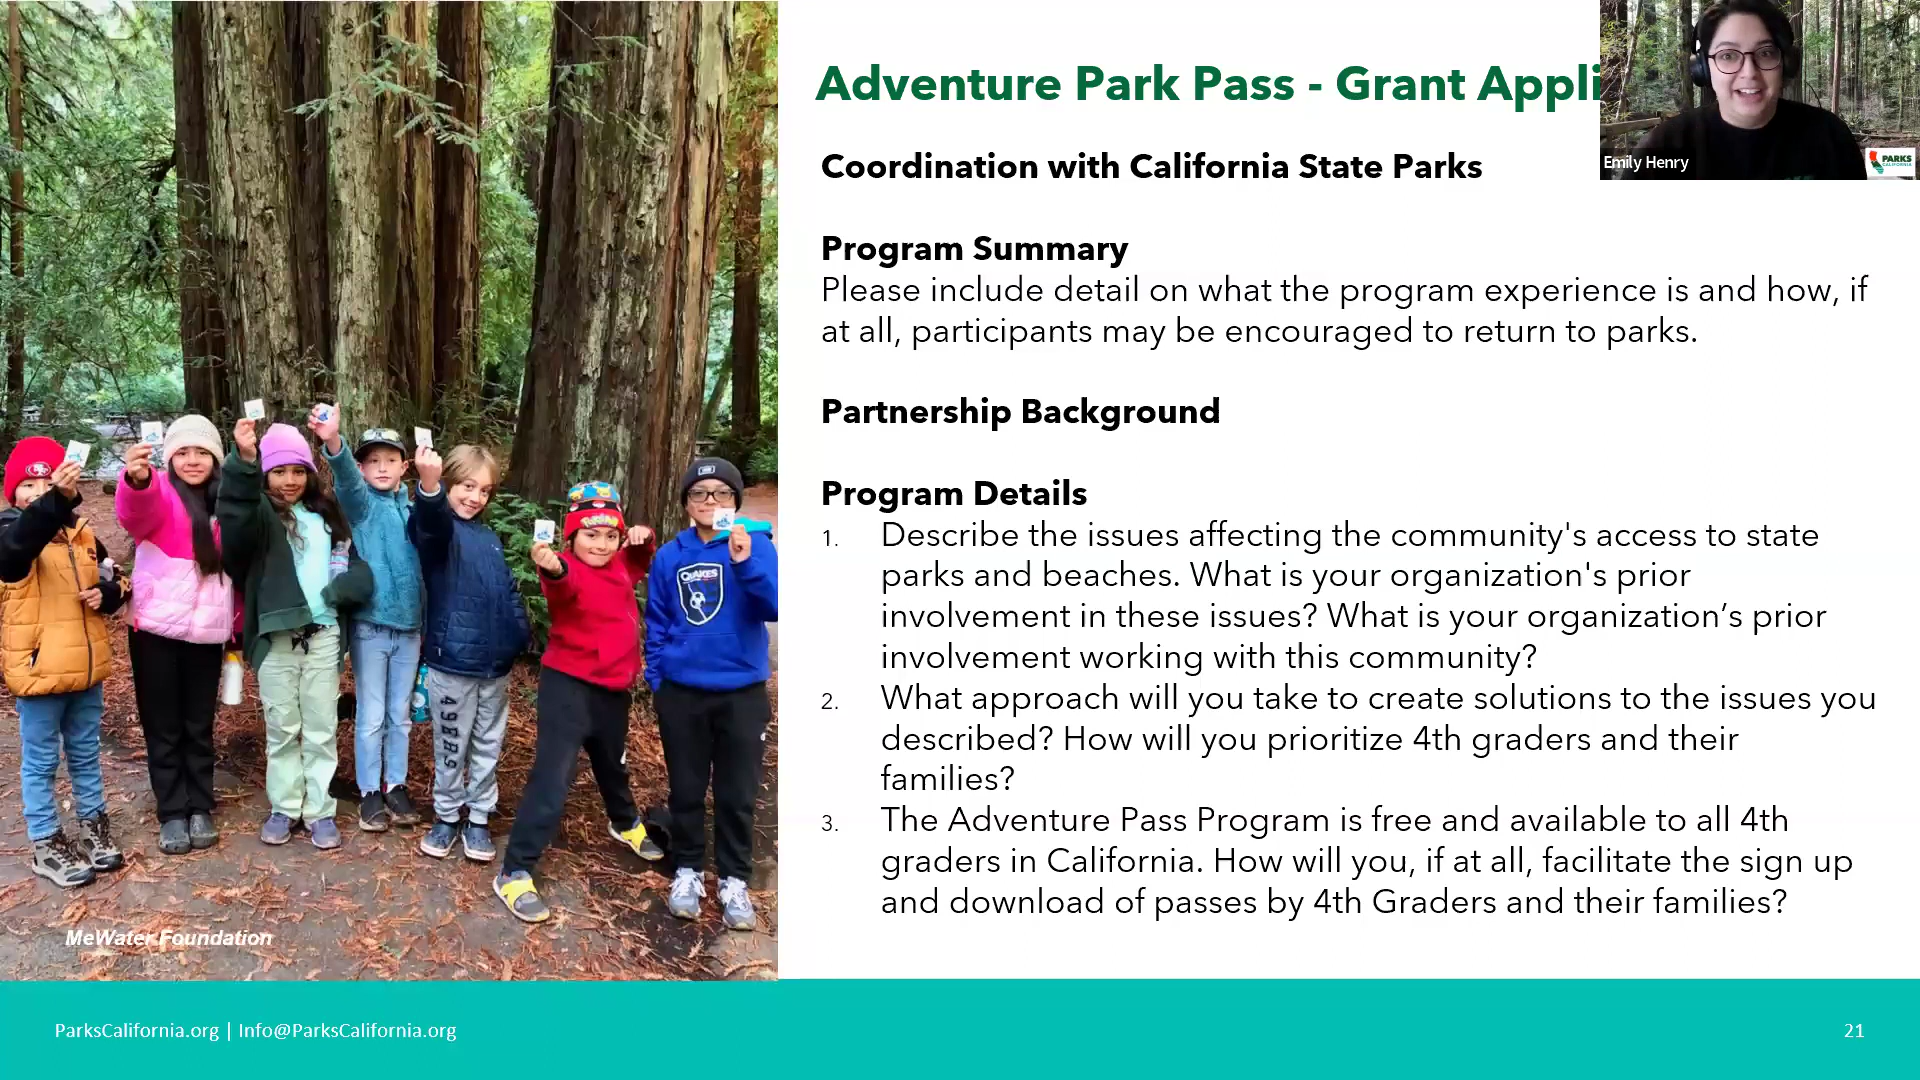 Adventure Park Pass - Grant Appli
Emily Henry
PARKS
CALIFORNIA
Coordination with California State Parks
Program Summary
Please include detail on what the program experience is and how, if
at all, participants may be encouraged to return to parks.
Partnership Background
Program Details
1. Describe the issues affecting the community's access to state
parks and beaches. What is your organization's prior
involvement in these issues? What is your organization’s prior
involvement working with this community?
2. What approach will you take to create solutions to the issues you
described? How will you prioritize 4th graders and their
families?
3. The Adventure Pass Program is free and available to all 4th
graders in California. How will you, if at all, facilitate the sign up
and download of passes by 4th Graders and their families?
POKéMON
QUAKES
49ERS
MeWater Foundation
ParksCalifornia.org | Info@ParksCalifornia.org
21